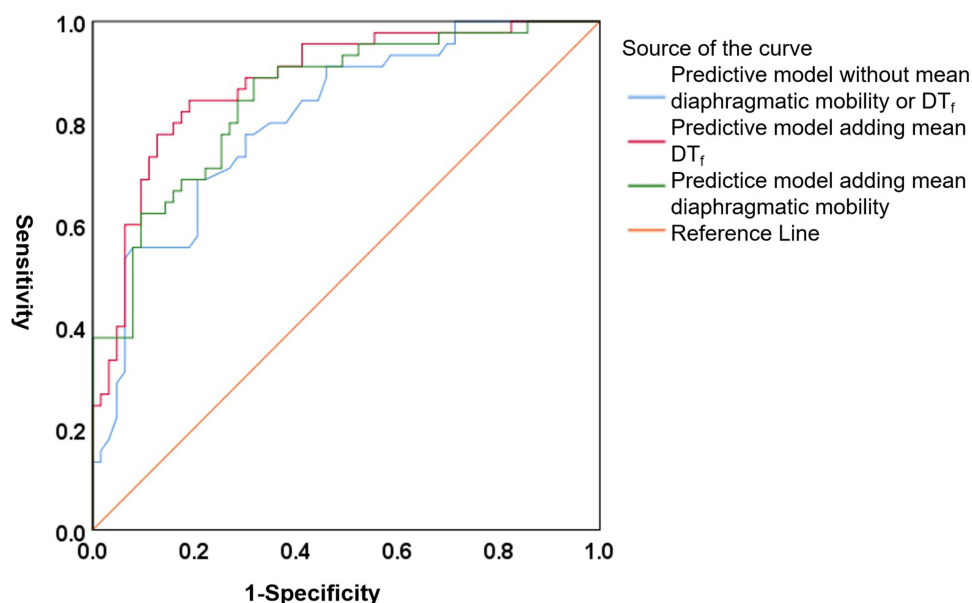 1.0
0.8
0.6
0.4
0.2
0.0
Sensitivity
0.0 0.2 0.4 0.6 0.8 1.0
1-Specificity
Source of the curve
Predictive model without mean
diaphragmatic mobility or DTf
Predictive model adding mean
DTf
Predictice model adding mean
diaphragmatic mobility
Reference Line